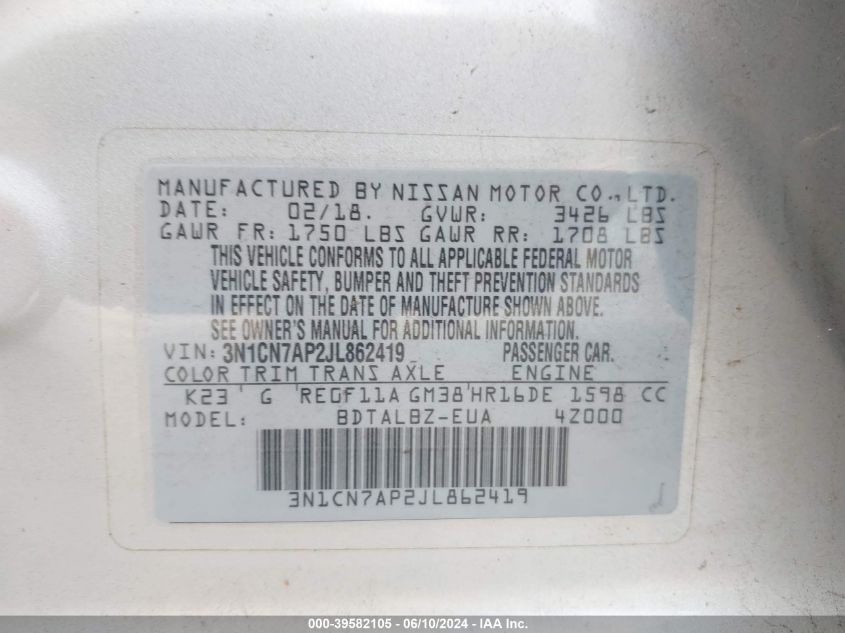 MANUFACTURED BY NISSAN MOTOR CO., LTD.
DATE: 02/18. GVWR: 3426 LBS
GAWR FR: 1750 LBS GAWR RR: 1708 LBS
THIS VEHICLE CONFORMS TO ALL APPLICABLE FEDERAL MOTOR
VEHICLE SAFETY, BUMPER AND THEFT PREVENTION STANDARDS
IN EFFECT ON THE DATE OF MANUFACTURE SHOWN ABOVE.
SEE OWNER'S MANUAL FOR ADDITIONAL INFORMATION.
VIN: 3N1CN7AP2JL862419 PASSENGER CAR.
COLOR TRIM TRANS AXLE ENGINE
K23 ' G ' RE0F11A GM38 ' HR16DE 1598 CC
MODEL: BDTALBZ-EUA 4Z000
3N1CN7AP2JL862419
000-39582105 - 06/10/2024 - IAA Inc.